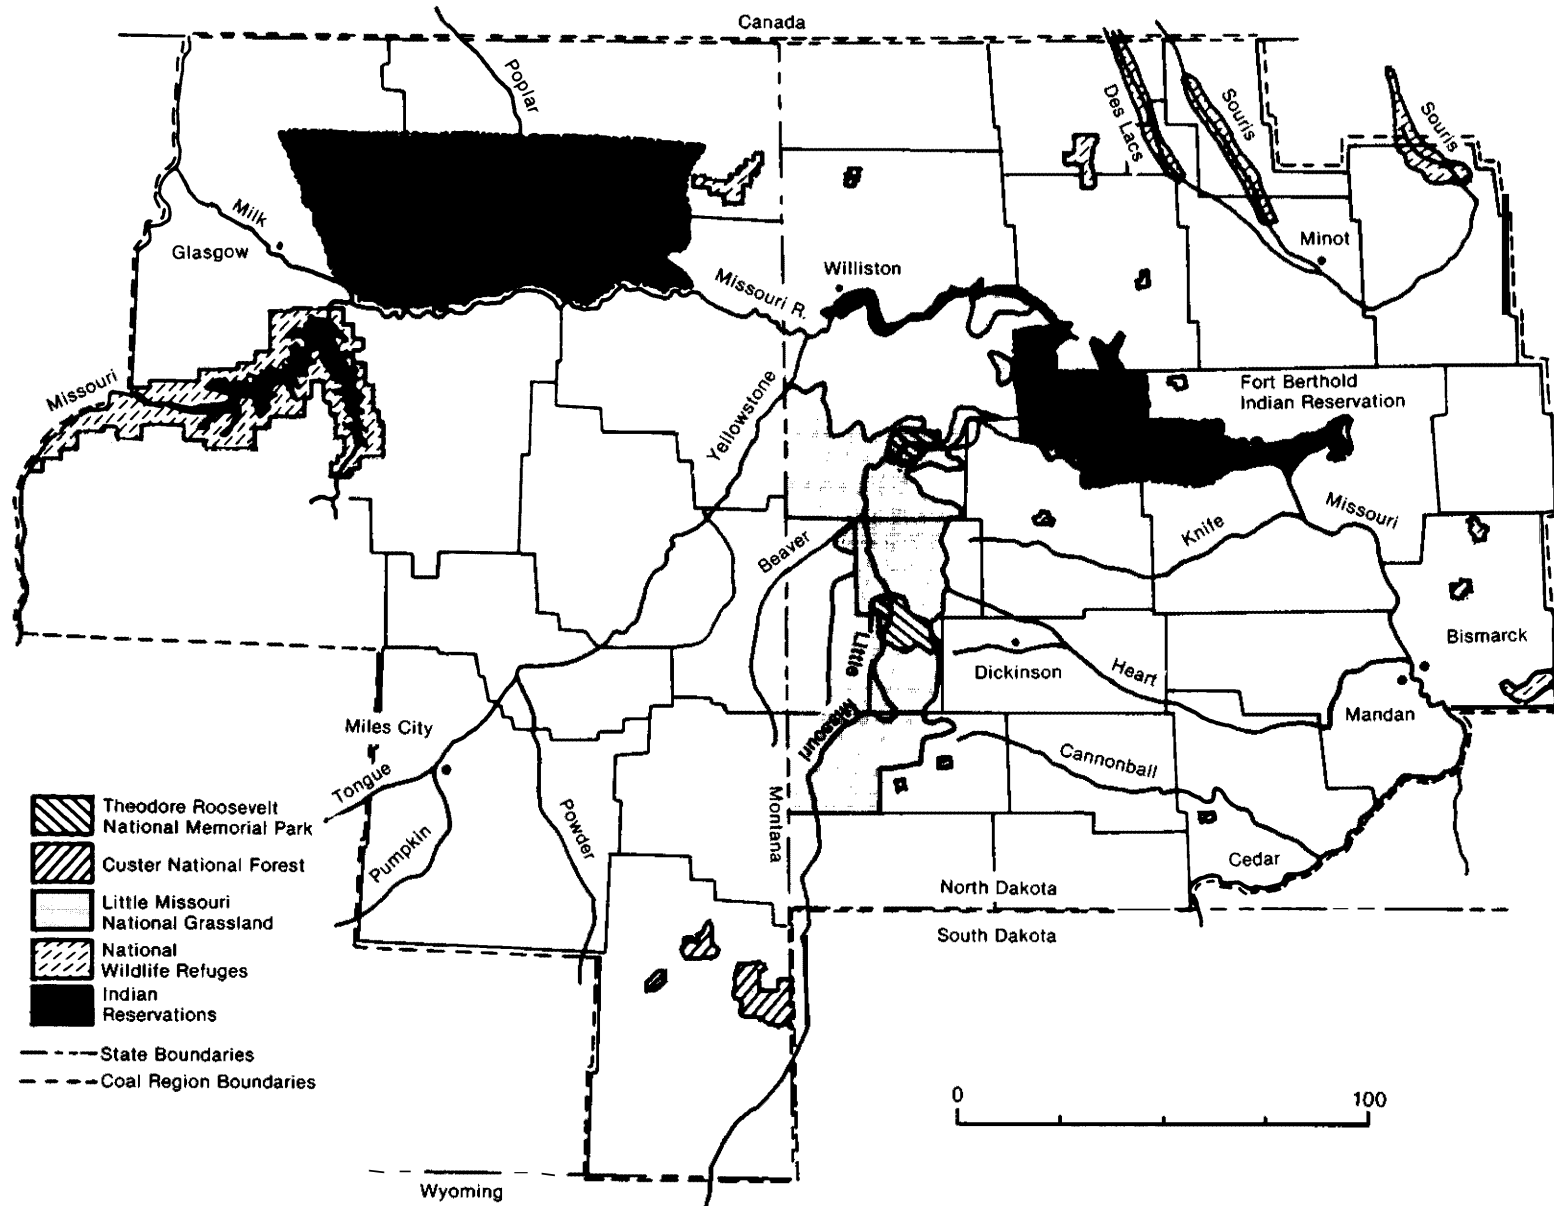 Canada
Poplar
Des Lacs
Souris
Souris
Milk
Glasgow
Missouri R.
Williston
Minot
Missouri
Yellowstone
Fort Berthold
Indian Reservation
Beaver
Knife
Missouri
Little
Missouri
Dickinson
Heart
Bismarck
Mandan
Miles City
Tongue
Pumpkin
Powder
Montana
Cannonball
Cedar
North Dakota
South Dakota
Theodore Roosevelt
National Memorial Park
Custer National Forest
Little Missouri
National Grassland
National
Wildlife Refuges
Indian
Reservations
State Boundaries
Coal Region Boundaries
0
100
Wyoming